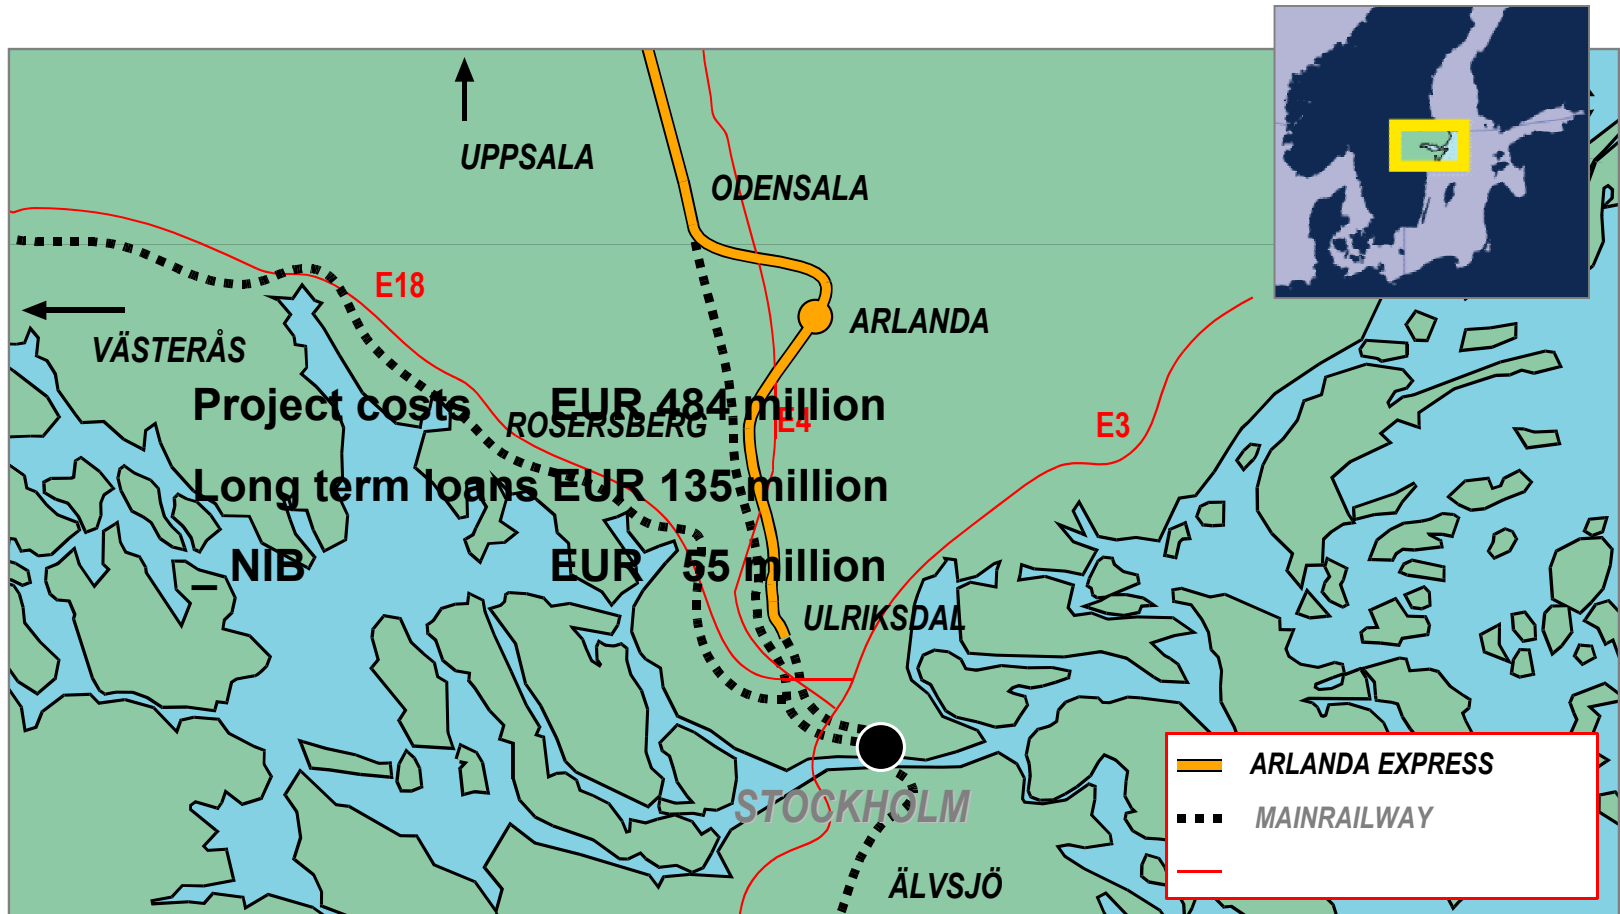 UPPSALA
ODENSALA
E18
ARLANDA
VÄSTERÅS
Project costs EUR 484 million
ROSERSBERG
E4
E3
Long term loans EUR 135 million
_ NIB EUR 55 million
ULRIKSDAL
ARLANDA EXPRESS
STOCKHOLM
MAINRAILWAY
ÄLVSJÖ